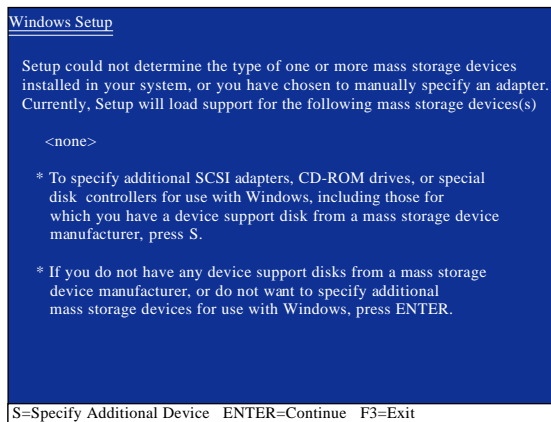 Windows Setup
Setup could not determine the type of one or more mass storage devices
installed in your system, or you have chosen to manually specify an adapter.
Currently, Setup will load support for the following mass storage devices(s)
<none>
* To specify additional SCSI adapters, CD-ROM drives, or special
disk controllers for use with Windows, including those for
which you have a device support disk from a mass storage device
manufacturer, press S.
* If you do not have any device support disks from a mass storage
device manufacturer, or do not want to specify additional
mass storage devices for use with Windows, press ENTER.
S=Specify Additional Device ENTER=Continue F3=Exit